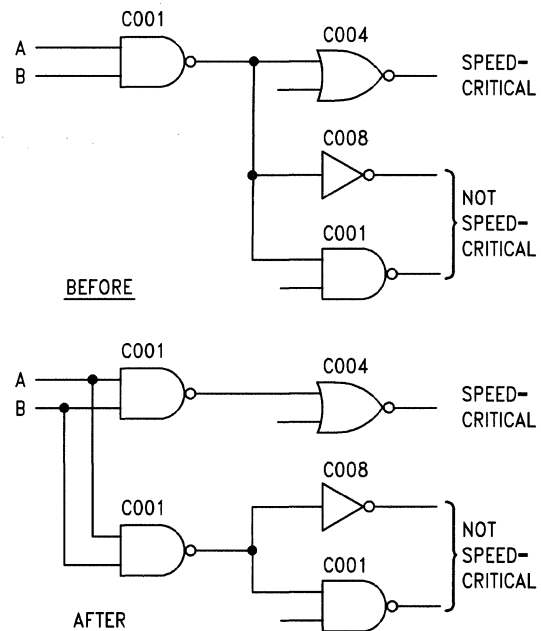 C001
A
B
C004
SPEED-
CRITICAL
C008
NOT
SPEED-
CRITICAL
C001
BEFORE
C001
A
B
C004
SPEED-
CRITICAL
C001
C008
NOT
SPEED-
CRITICAL
C001
AFTER